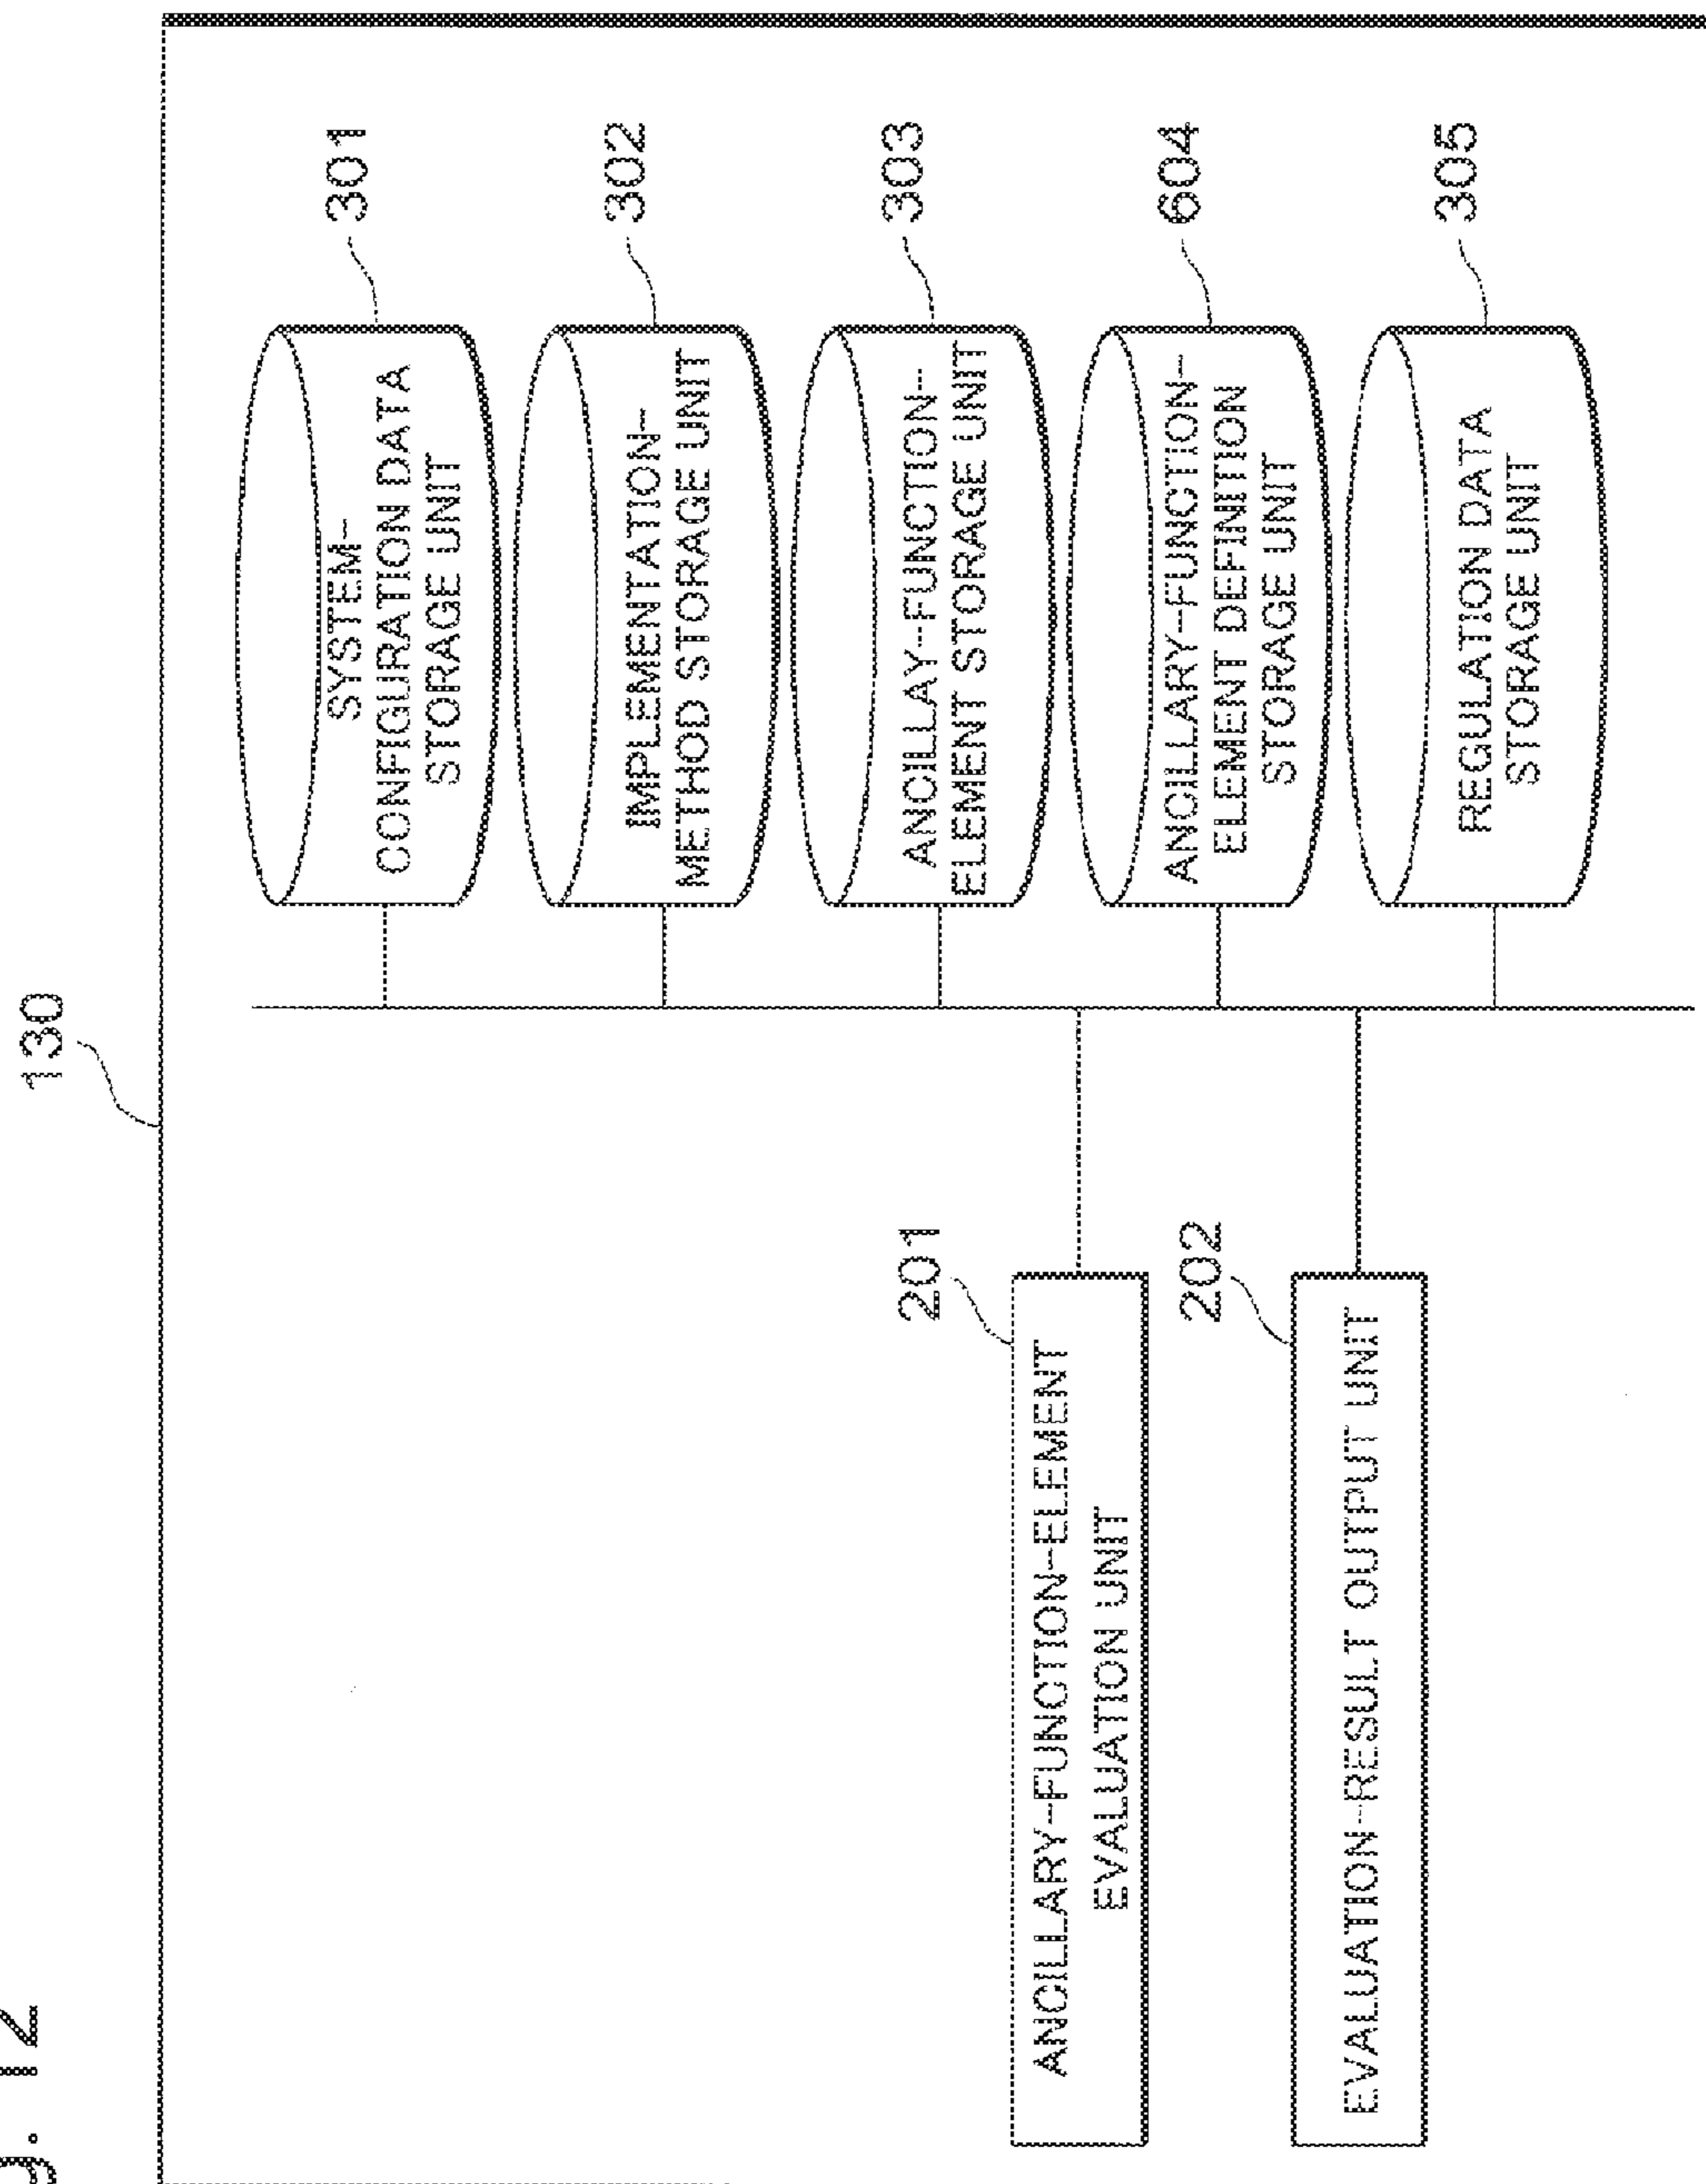 g. 12
130
SYSTEM-
CONFIGURATION DATA
STORAGE UNIT
301
IMPLEMENTATION-
METHOD STORAGE UNIT
302
ANCILLAY-FUNCTION-
ELEMENT STORAGE UNIT
303
201
ANCILLARY-FUNCTION-ELEMENT
EVALUATION UNIT
ANCILLARY-FUNCTION-
ELEMENT DEFINITION
STORAGE UNIT
604
202
EVALUATION-RESULT OUTPUT UNIT
REGULATION DATA
STORAGE UNIT
305